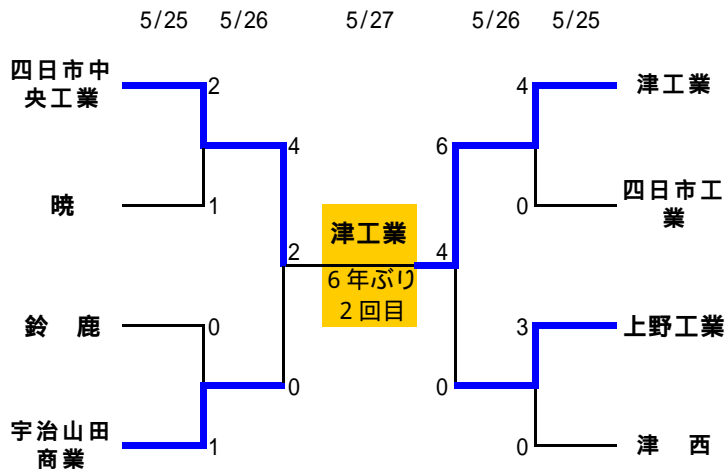 5/25 5/26 5/27 5/26 5/25
四日市中
央工業
2
4
津工業
4
6
暁
1
0
四日市工
業
2
津工業
4
6年ぶり
2回目
鈴 鹿
0
3
上野工業
0
0
宇治山田
商業
1
0
津 西